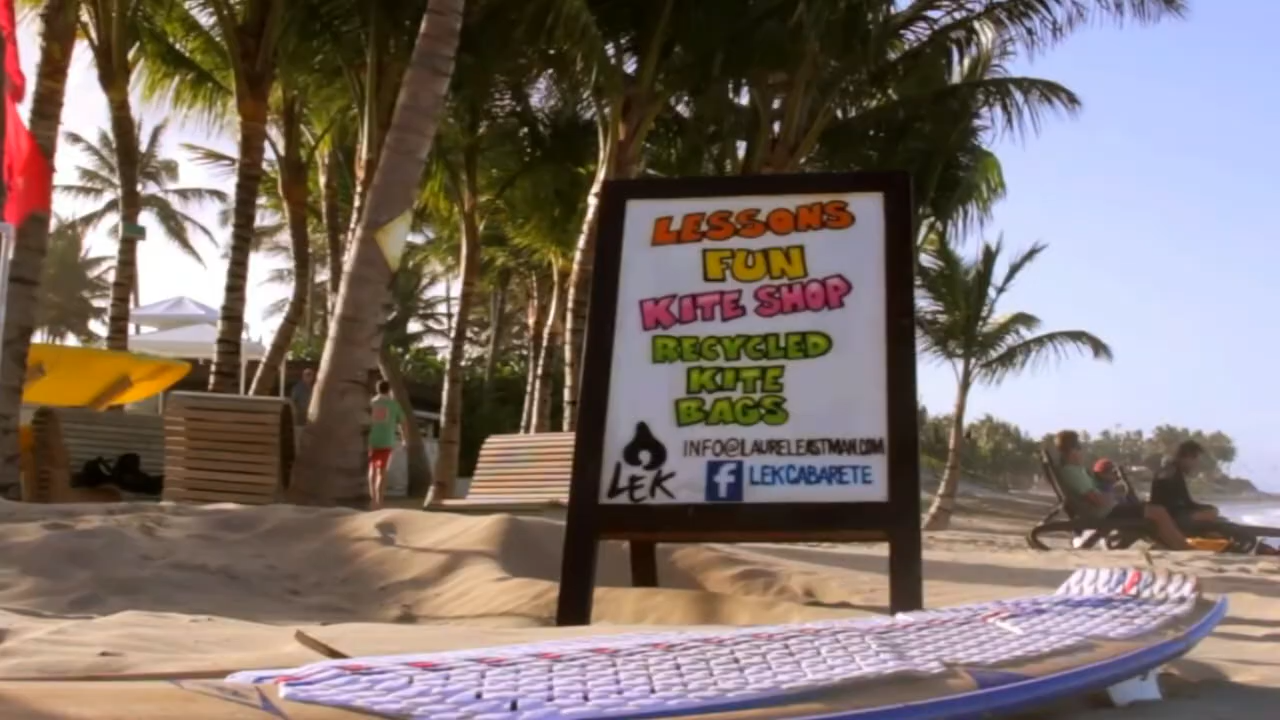 LESSONS
FUN
KITE SHOP
RECYCLED
KITE
BAGS
INFO@LAURELEASTMAN.COM
LEK
f LEKCABARETE